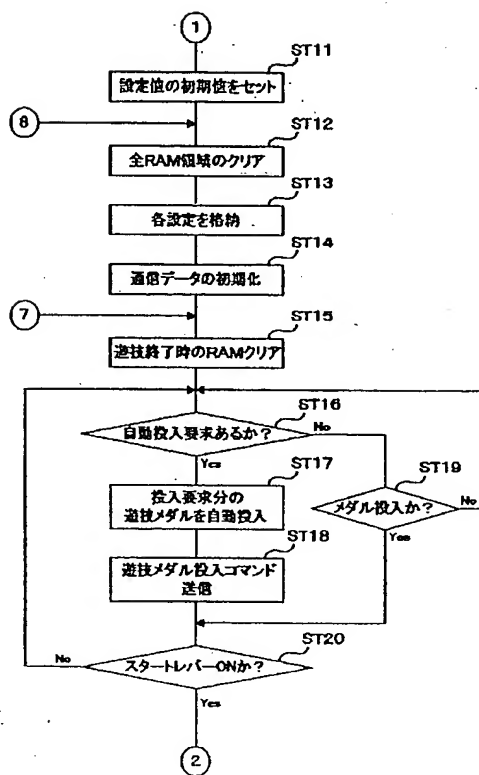 1
ST11
設定値の初期値をセット
8
ST12
全RAM領域のクリア
ST13
各設定を格納
ST14
通信データの初期化
7
ST15
遊技終了時のRAMクリア
ST16
自動投入要求あるか?
No
Yes
ST17
投入要求分の
遊技メダルを自動投入
ST19
メダル投入か?
No
Yes
ST18
遊技メダル投入コマンド
送信
ST20
スタートレバーONか?
No
Yes
2